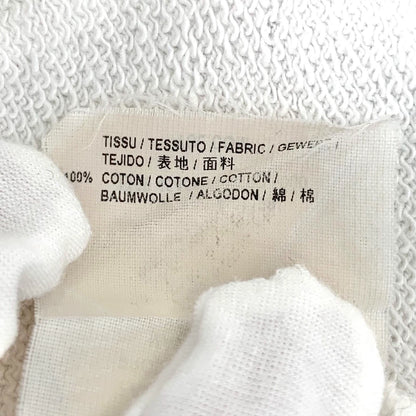 TISSU / TESSUTO / FABRIC / GEWEBE /
TEJIDO / 表地 / 面料
100% COTON / COTONE / COTTON /
BAUMWOLLE / ALGODON / 綿 / 棉